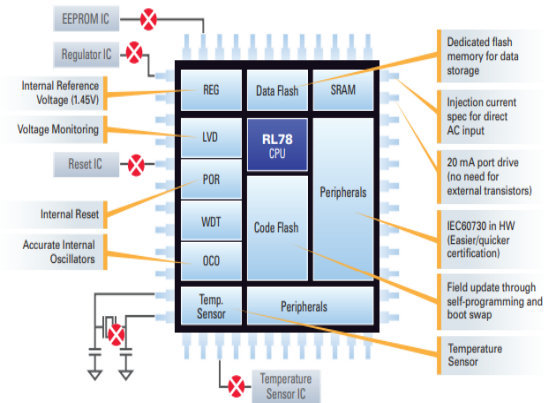 EEPROM IC
Regulator IC
Internal Reference
Voltage (1.45V)
Voltage Monitoring
Reset IC
Internal Reset
Accurate Internal
Oscillators
REG
Data Flash
SRAM
LVD
RL78
CPU
POR
WDT
OCO
Code Flash
Peripherals
Temp.
Sensor
Peripherals
Temperature
Sensor IC
Dedicated flash
memory for data
storage
Injection current
spec for direct
AC input
20 mA port drive
(no need for
external transistors)
IEC60730 in HW
(Easier/quicker
certification)
Field update through
self-programming and
boot swap
Temperature
Sensor